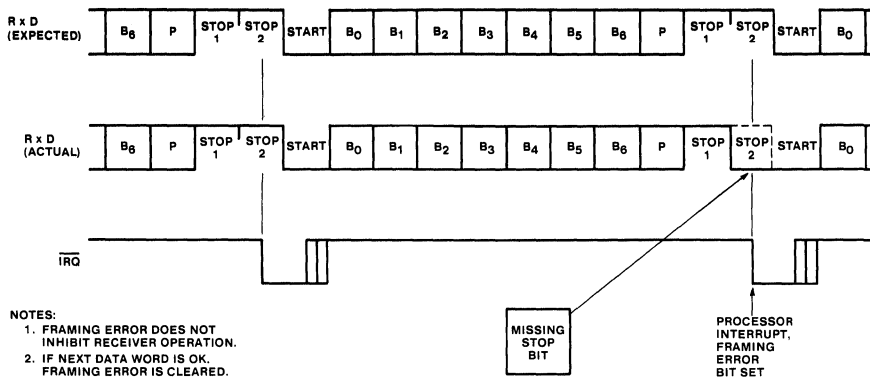 R x D
(EXPECTED)
B6 P STOP 1 STOP 2 START B0 B1 B2 B3 B4 B5 B6 P STOP 1 STOP 2 START B0
R x D
(ACTUAL)
B6 P STOP 1 STOP 2 START B0 B1 B2 B3 B4 B5 B6 P STOP 1 STOP 2 START B0
IRQ
NOTES:
1. FRAMING ERROR DOES NOT
INHIBIT RECEIVER OPERATION.
2. IF NEXT DATA WORD IS OK.
FRAMING ERROR IS CLEARED.
MISSING
STOP
BIT
PROCESSOR
INTERRUPT,
FRAMING
ERROR
BIT SET